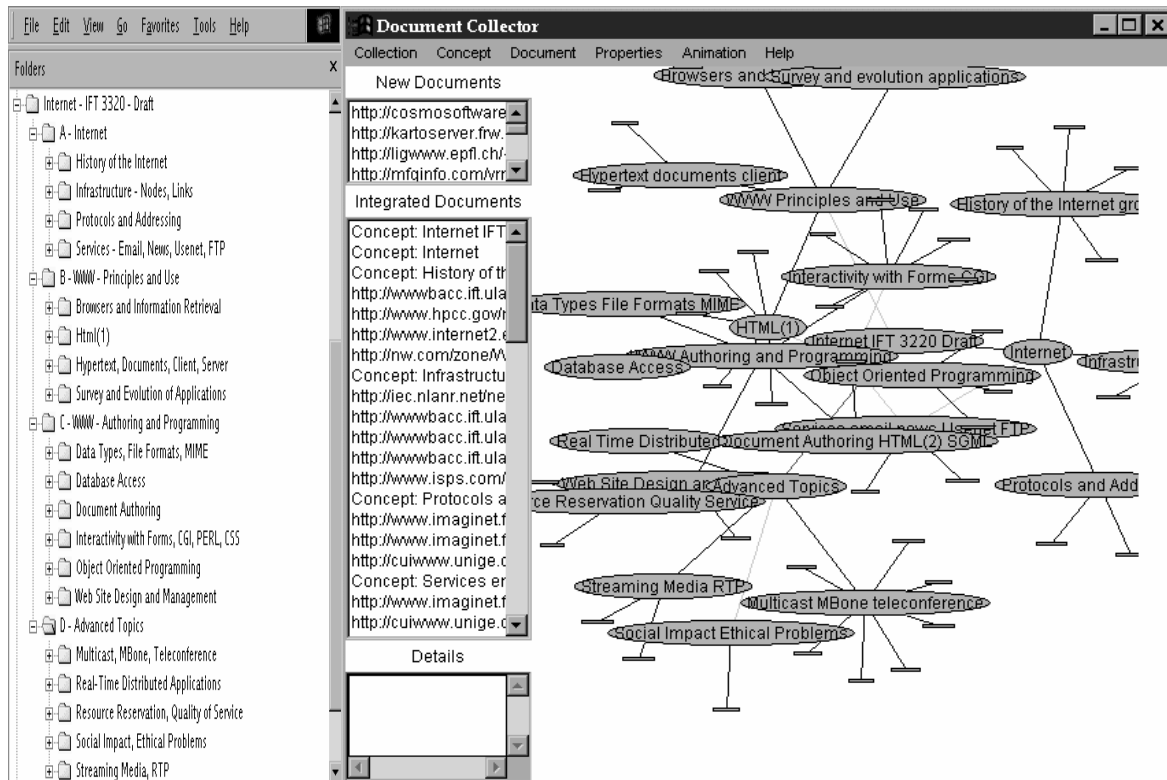 File Edit View Go Favorites Tools Help
Folders X
Internet - IFT 3320 - Draft
A - Internet
History of the Internet
Infrastructure - Nodes, Links
Protocols and Addressing
Services - Email, News, Usenet, FTP
B - WWW - Principles and Use
Browsers and Information Retrieval
Html(1)
Hypertext, Documents, Client, Server
Survey and Evolution of Applications
C - WWW - Authoring and Programming
Data Types, File Formats, MIME
Database Access
Document Authoring
Interactivity with Forms, CGI, PERL, CSS
Object Oriented Programming
Web Site Design and Management
D - Advanced Topics
Multicast, MBone, Teleconference
Real-Time Distributed Applications
Resource Reservation, Quality of Service
Social Impact, Ethical Problems
Streaming Media, RTP
Document Collector
Collection Concept Document Properties Animation Help
New Documents
http://cosmosoftware
http://kartoserver.frw.
http://ligwww.epfl.ch/
http://mfqinfo.com/vrr
Integrated Documents
Concept: Internet IFT
Concept: Internet
Concept: History of th
http://wwwbacc.ift.ula
http://www.hpcc.gov/
http://www.internet2.e
http://nw.com/zone/
Concept: Infrastructu
http://iec.nlanr.net/ne
http://wwwbacc.ift.ula
http://wwwbacc.ift.ula
http://wwwbacc.ift.ula
http://www.isps.com/
Concept: Protocols a
http://www.imaginet.f
http://www.imaginet.f
http://cuiwww.unige.c
Concept: Services er
http://www.imaginet.f
http://cuiwww.unige.c
Details
Browsers and
Survey and evolution applications
Hypertext documents client
WWW Principles and Use
History of the Internet gro
Interactivity with Forms CGI
ta Types File Formats MIME
HTML(1)
Internet IFT 3220 Draft
Internet
WWW Authoring and Programming
Infrastr
Database Access
Object Oriented Programming
Services email news Usenet FTP
Real Time Distributed
Document Authoring HTML(2) SGML
Web Site Design an
Advanced Topics
Protocols and Add
rce Reservation Quality Service
Streaming Media RTP
Multicast MBone teleconference
Social Impact Ethical Problems